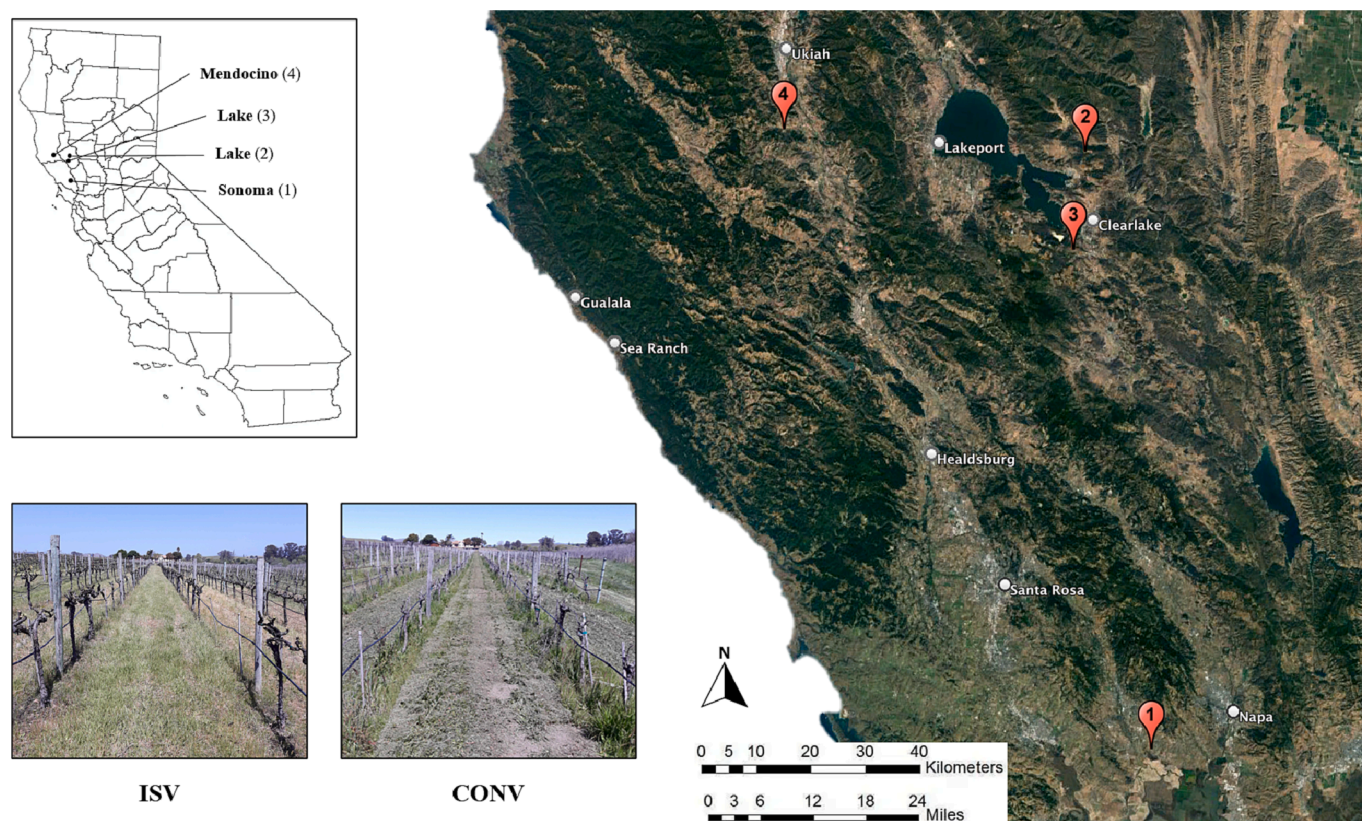 Mendocino (4)
Lake (3)
Lake (2)
Sonoma (1)
Ukiah
4
2
Lakeport
3
Clearlake
Gualala
Sea Ranch
Healdsburg
Santa Rosa
N
1
Napa
0 5 10 20 30 40
Kilometers
0 3 6 12 18 24
Miles
ISV
CONV